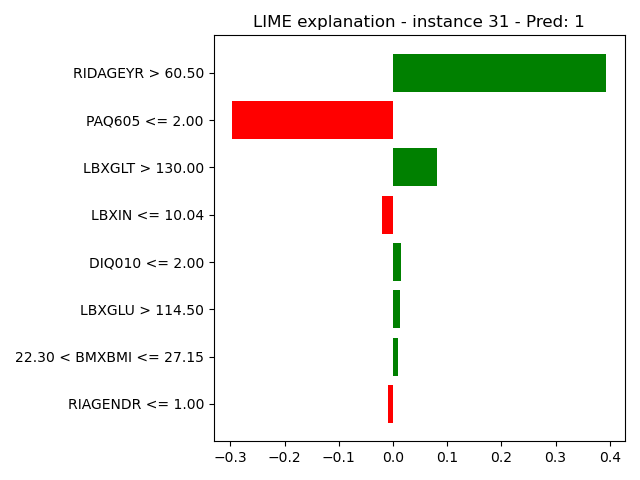 LIME explanation - instance 31 - Pred: 1
RIDAGEYR > 60.50
PAQ605 <= 2.00
LBXGLT > 130.00
LBXIN <= 10.04
DIQ010 <= 2.00
LBXGLU > 114.50
22.30 < BMXBMI <= 27.15
RIAGENDR <= 1.00
−0.3 −0.2 −0.1 0.0 0.1 0.2 0.3 0.4